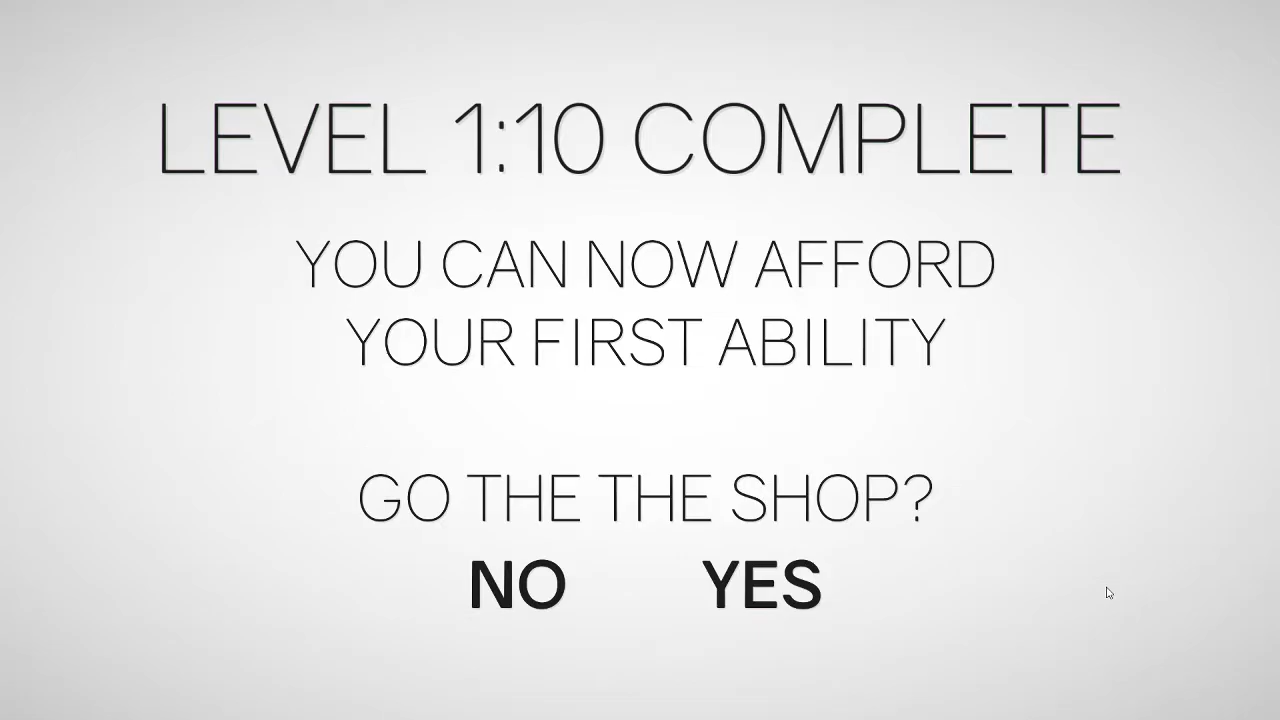 LEVEL 1:10 COMPLETE
YOU CAN NOW AFFORD
YOUR FIRST ABILITY
GO THE THE SHOP?
NO YES